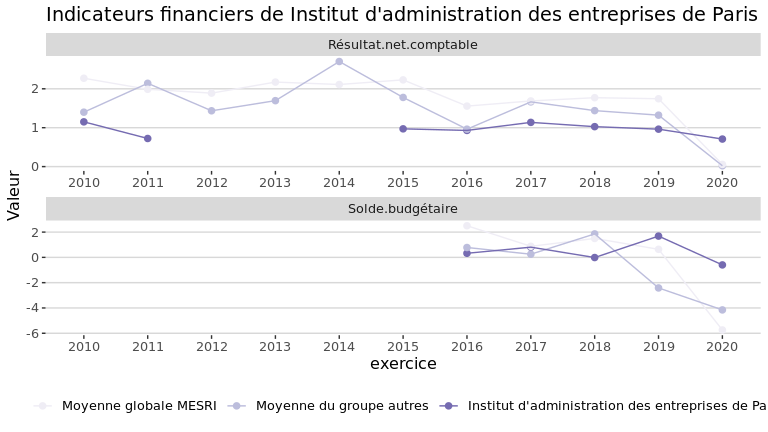 Indicateurs financiers de Institut d'administration des entreprises de Paris
Résultat.net.comptable
2
1
0
2010 2011 2012 2013 2014 2015 2016 2017 2018 2019 2020
Valeur
Solde.budgétaire
2
0
-2
-4
-6
2010 2011 2012 2013 2014 2015 2016 2017 2018 2019 2020
exercice
Moyenne globale MESRI Moyenne du groupe autres Institut d'administration des entreprises de Pa